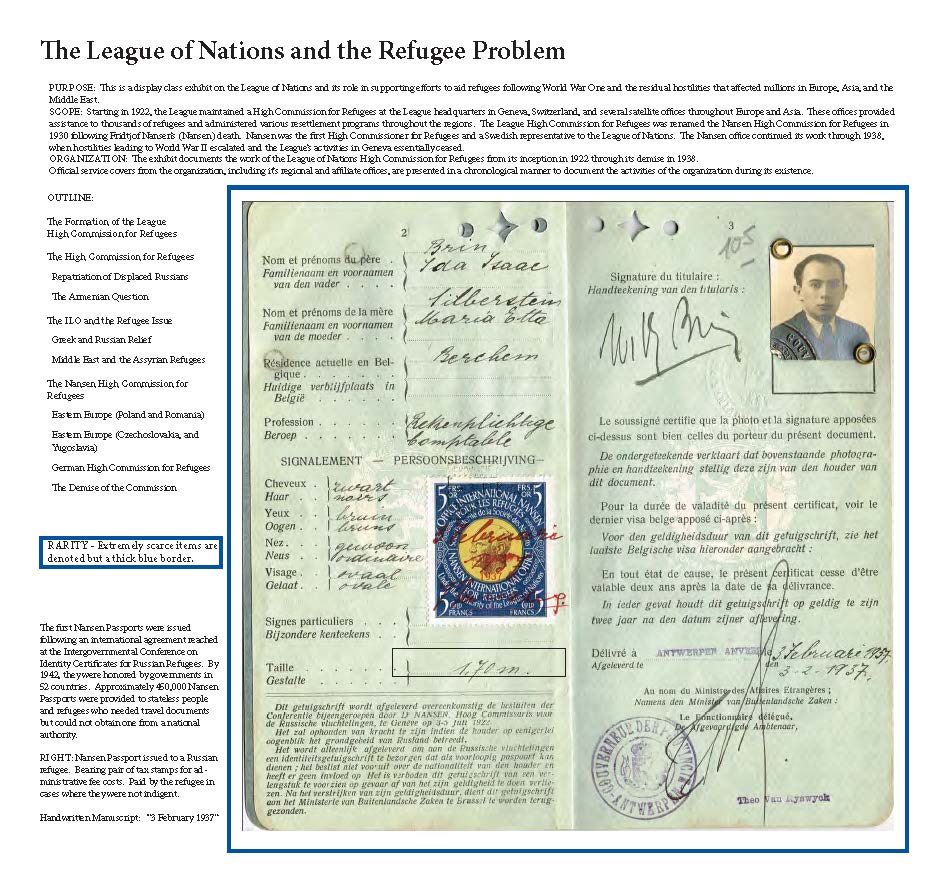 The League of Nations and the Refugee Problem
PURPOSE: This is a display class exhibit on the League of Nations and its role in supporting efforts to aid refugees following World War One and the residual hostilities that affected millions in Europe, Asia, and the
Middle East.
SCOPE: Starting in 1922, the League maintained a High Commission for Refugees at the League headquarters in Geneva, Switzerland, and several satellite offices throughout Europe and Asia. These offices provided
assistance to thousands of refugees and administered various resettlement programs throughout the regions. The League High Commission for Refugees was renamed the Nansen High Commission for Refugees in
1930 following Fridtjof Nansen's (Nansen) death. Nansen was the first High Commissioner for Refugees and a Swedish representative to the League of Nations. The Nansen office continued its work through 1938,
when hostilities leading to World War II escalated and the League's activities in Geneva essentially ceased.
ORGANIZATION: The exhibit documents the work of the League of Nations High Commission for Refugees from its inception in 1922 through its demise in 1938.
Official service covers from the organization, including it's regional and affiliate offices, are presented in a chronological manner to document the activities of the organization during its existence.
OUTLINE:
The Formation of the League
High Commission for Refugees
The High Commission for Refugees
Repatriation of Displaced Russians
The Armenian Question
The ILO and the Refugee Issue
Greek and Russian Relief
Middle East and the Assyrian Refugees
The Nansen High Commission for
Refugees
Eastern Europe (Poland and Romania)
Eastern Europe (Czechoslovakia, and
Yugoslavia)
German High Commission for Refugees
The Demise of the Commission
RARITY - Extremely scarce items are
denoted but a thick blue border.
The first Nansen Passports were issued
following an international agreement reached
at the Intergovernmental Conference on
Identity Certificates for Russian Refugees. By
1942, they were honored by governments in
52 countries. Approximately 450,000 Nansen
Passports were provided to stateless people
and refugees who needed travel documents
but could not obtain one from a national
authority.
RIGHT: Nansen Passport issued to a Russian
refugee. Bearing pair of tax stamps for ad-
ministrative fee costs. Paid by the refugee in
cases where they were not indigent.
Handwritten Manuscript: "3 February 1937"
2
Nom et prénoms du père . Brin
Familienaam en voornamen Ida Isaac
van den vader . . . .
Nom et prénoms de la mère Silberstein
Familienaam en voornamen Maria Etta
van de moeder . . . .
Résidence actuelle en Bel- Berchem
gique . . . . . .
Huidige verblijfplaats in
België . . . . . .
Profession . . . . . Rekenplichtige
Beroep . . . . . . Comptable
SIGNALEMENT — PERSOONSBESCHRIJVING
Cheveux . zwart
Haar . . noirs
Yeux . . bruin
Oogen . . bruns
Nez . . . gewoon
Neus . . ordinaire
Visage . . ovaal
Gelaat . . ovale
5 FRS. OR FRS. OR 5
OFFICE INTERNATIONAL NANSEN
POUR LES RÉFUGIÉS
3 Februari
1937
5 GOLD FRANCS GOLD FRANCS 5
Signes particuliers
Bijzondere kenteekens . .
Taille . . . . . . 1,70 m.
Gestalte . . . . .
Dit getuigschrift wordt afgeleverd overeenkomstig de besluiten der
Conferentie bijeengeroepen door Dr NANSEN, Hoog Commissaris voor
de Russische vluchtelingen, te Genève op 3-5 Juli 1922.
Het zal ophouden van kracht te zijn indien de houder op eenigerlei
oogenblik het grondgebied van Rusland betreedt.
Het wordt alleenlijk afgeleverd om aan de Russische vluchtelingen
een identiteitsgetuigschrift te bezorgen dat als voorloopig paspoort kan
dienen ; het beslist niet vooruit over de nationaliteit van den houder en
heeft er geen invloed op. Het is verboden dit getuigschrift van een ver-
lengstuk te voorzien op gevaar af van het zijn geldigheid te doen verlie-
zen. Na het verstrijken van zijn geldigheidsduur, dient dit getuigschrift
aan het Ministerie van Buitenlandsche Zaken te Brussel te worden terug-
gezonden.
3
105
Signature du titulaire :
Handteekening van den titularis :
Le soussigné certifie que la photo et la signature apposées
ci-dessus sont bien celles du porteur du présent document.
De ondergeteekende verklaart dat bovenstaande photogra-
phie en handteekening stellig deze zijn van den houder van
dit document.
Pour la durée de validité du présent certificat, voir le
dernier visa belge apposé ci-après :
Voor den geldigheidsduur van dit getuigschrift, zie het
laatste Belgische visa hieronder aangebracht :
En tout état de cause, le présent certificat cesse d'être
valable deux ans après la date de sa délivrance.
In ieder geval houdt dit getuigschrift op geldig te zijn
twee jaar na den datum zijner aflevering.
Délivré à ANTWERPEN ANVERS le 3 Februari 1937.
Afgeleverd te den 3-2-1937.
Au nom du Ministre des Affaires Etrangères ;
Namens den Minister van Buitenlandsche Zaken :
Le Fonctionnaire délégué,
De Afgevaardigde Ambtenaar,
ANTWERPEN
Theo Van Myswyck